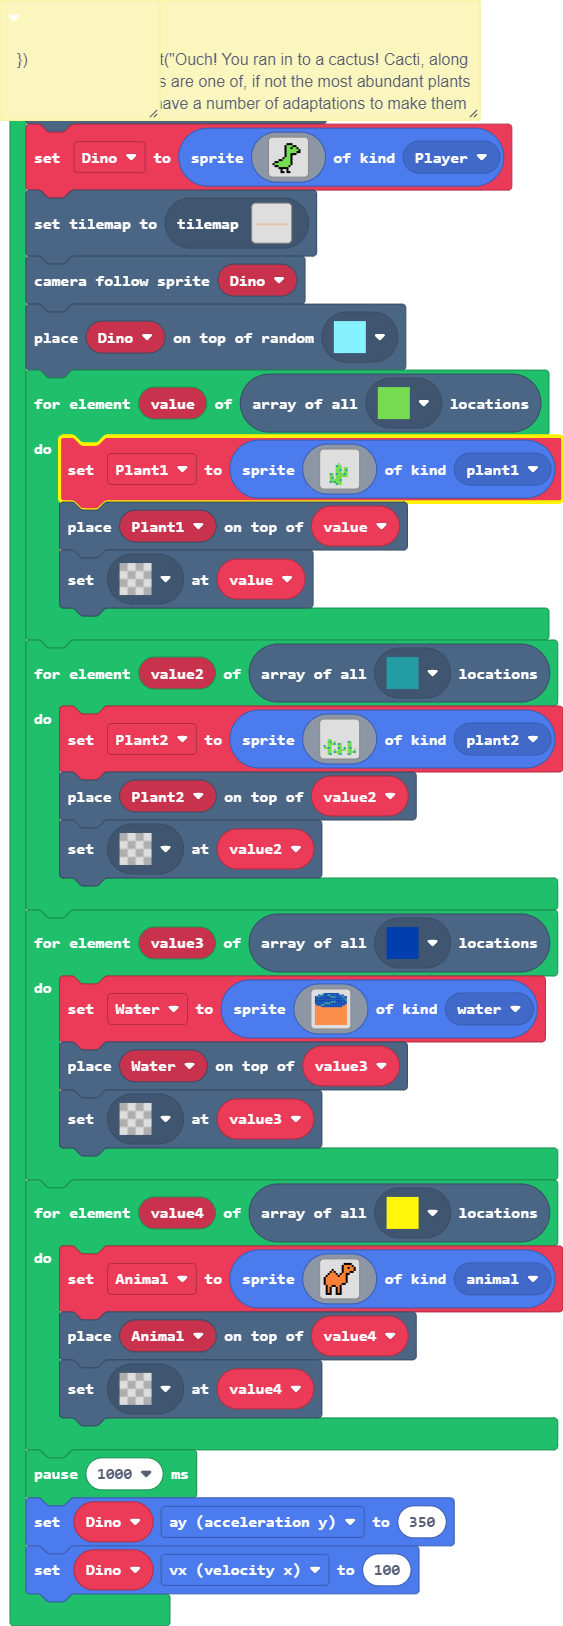 })
t("Ouch! You ran in to a cactus! Cacti, along
s are one of, if not the most abundant plants
have a number of adaptations to make them
set Dino to sprite of kind Player
set tilemap to tilemap
camera follow sprite Dino
place Dino on top of random
for element value of array of all locations
do
set Plant1 to sprite of kind plant1
place Plant1 on top of value
set at value
for element value2 of array of all locations
do
set Plant2 to sprite of kind plant2
place Plant2 on top of value2
set at value2
for element value3 of array of all locations
do
set Water to sprite of kind water
place Water on top of value3
set at value3
for element value4 of array of all locations
do
set Animal to sprite of kind animal
place Animal on top of value4
set at value4
pause 1000 ms
set Dino ay (acceleration y) to 350
set Dino vx (velocity x) to 100